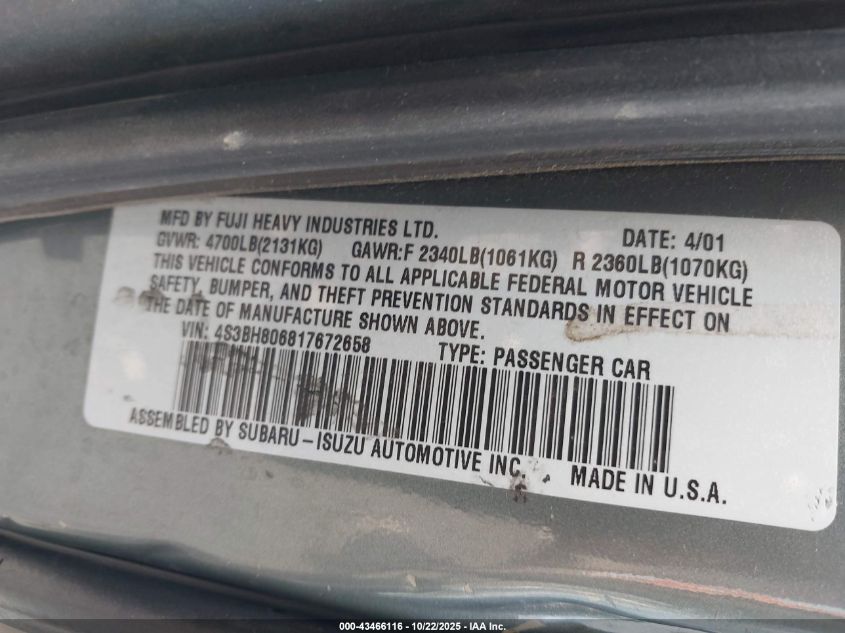 MFD BY FUJI HEAVY INDUSTRIES LTD. DATE: 4/01
GVWR: 4700LB(2131KG) GAWR:F 2340LB(1061KG) R 2360LB(1070KG)
THIS VEHICLE CONFORMS TO ALL APPLICABLE FEDERAL MOTOR VEHICLE
SAFETY, BUMPER, AND THEFT PREVENTION STANDARDS IN EFFECT ON
THE DATE OF MANUFACTURE SHOWN ABOVE.
VIN: 4S3BH806817672658 TYPE: PASSENGER CAR
ASSEMBLED BY SUBARU-ISUZU AUTOMOTIVE INC. MADE IN U.S.A.
000-43466116 - 10/22/2025 - IAA Inc.